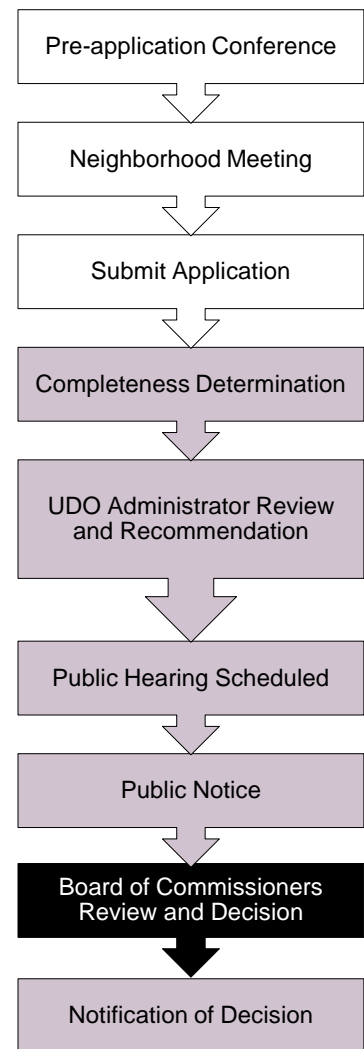 Pre-application Conference
Neighborhood Meeting
Submit Application
Completeness Determination
UDO Administrator Review
and Recommendation
Public Hearing Scheduled
Public Notice
Board of Commissioners
Review and Decision
Notification of Decision